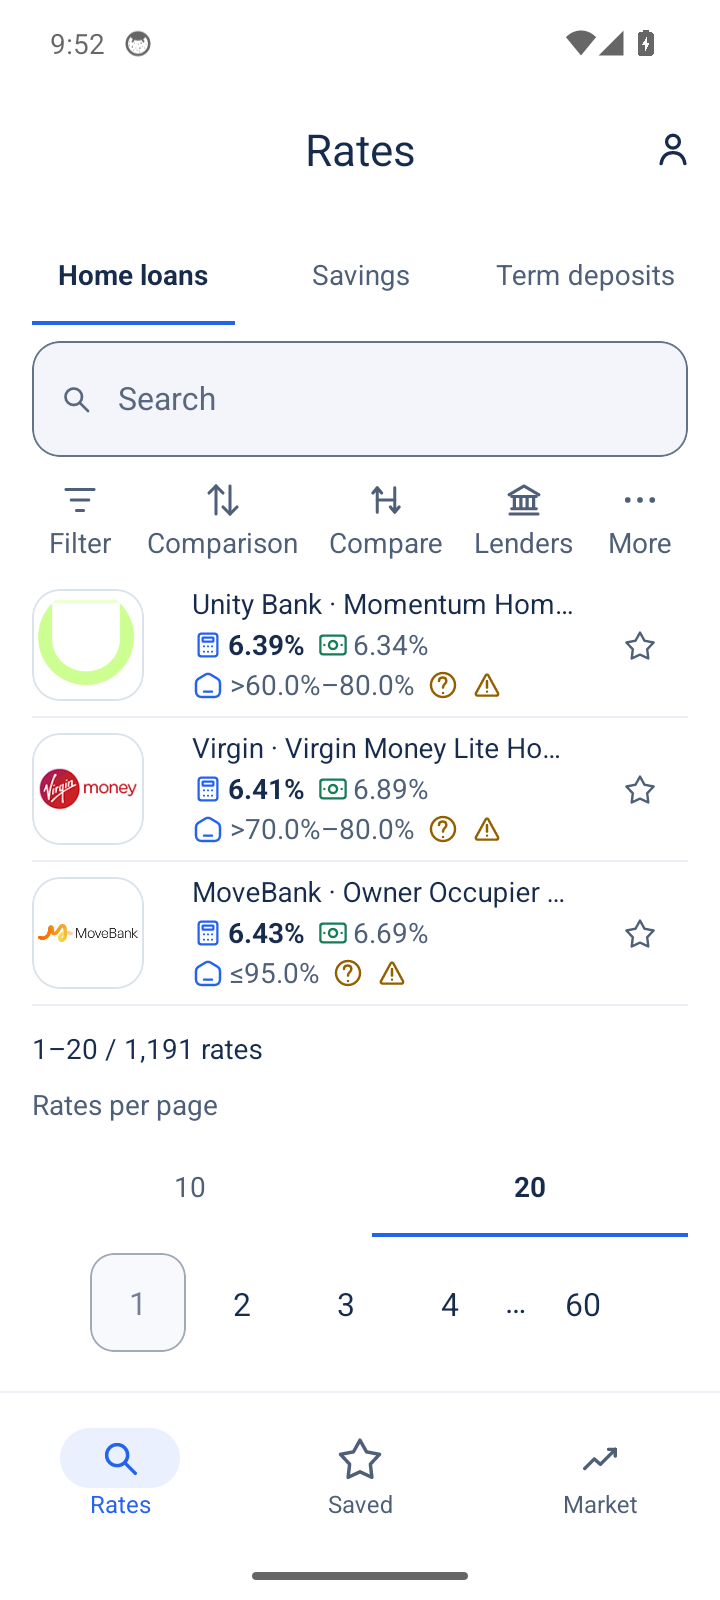 9:52
Rates
Home loans
Savings
Term deposits
Search
Filter
Comparison
Compare
Lenders
More
Unity Bank · Momentum Hom...
6.39% 6.34%
>60.0%–80.0%
Virgin money
Virgin · Virgin Money Lite Ho...
6.41% 6.89%
>70.0%–80.0%
MoveBank
MoveBank · Owner Occupier ...
6.43% 6.69%
≤95.0%
1–20 / 1,191 rates
Rates per page
10
20
1 2 3 4 ... 60
Rates
Saved
Market